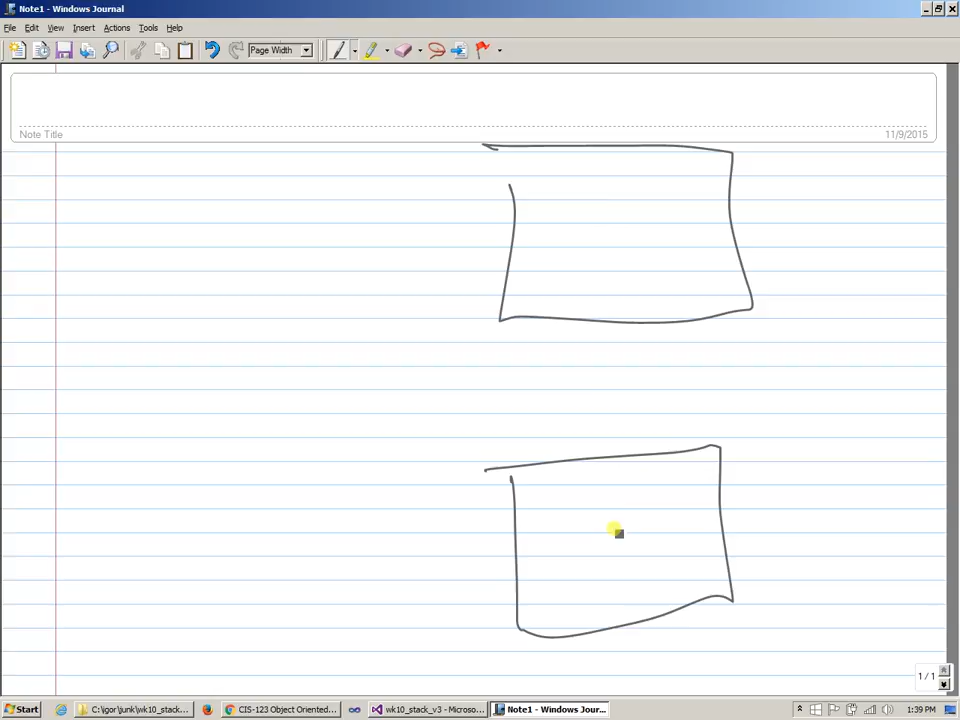 Note1 - Windows Journal
File Edit View Insert Actions Tools Help
Page Width
Note Title
11/9/2015
1 / 1
Start
C:\igor\junk\wk10_stack...
CIS-123 Object Oriented...
wk10_stack_v3 - Microso...
Note1 - Windows Jour...
1:39 PM